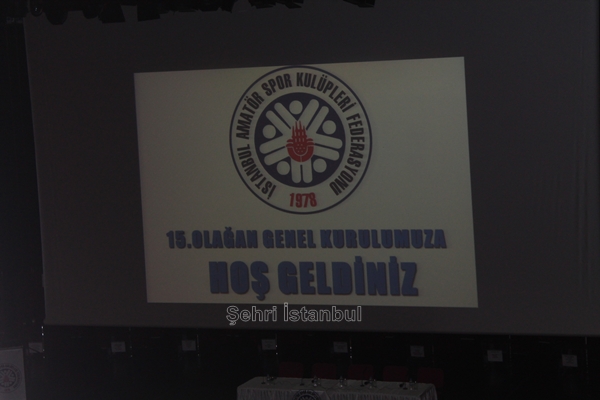 İSTANBUL AMATÖR SPOR KULÜPLERİ FEDERASYONU
1978
15.OLAĞAN GENEL KURULUMUZA
HOŞ GELDİNİZ
Şehri İstanbul